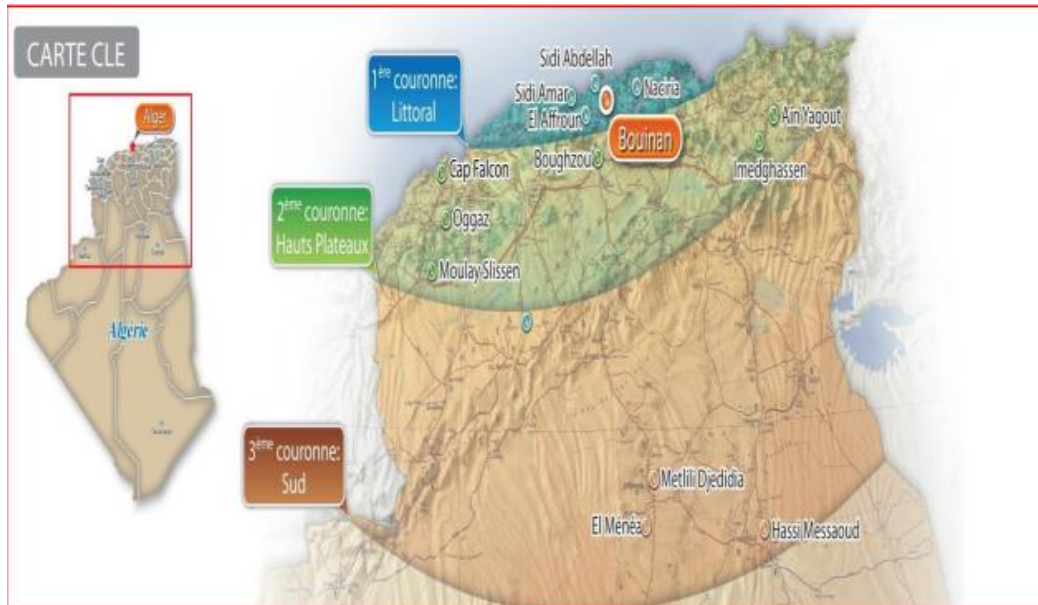 CARTE CLE
Alger
Algérie
1ère couronne:
Littoral
2ème couronne:
Hauts Plateaux
3ème couronne:
Sud
Sidi Abdellah
Sidi Amar
Naciria
El Affroun
Bouinan
Ain Yagout
Boughzoul
Imedghassen
Cap Falcon
Oggaz
Moulay Slissen
Metlili Djedidia
El Ménéa
Hassi Messaoud